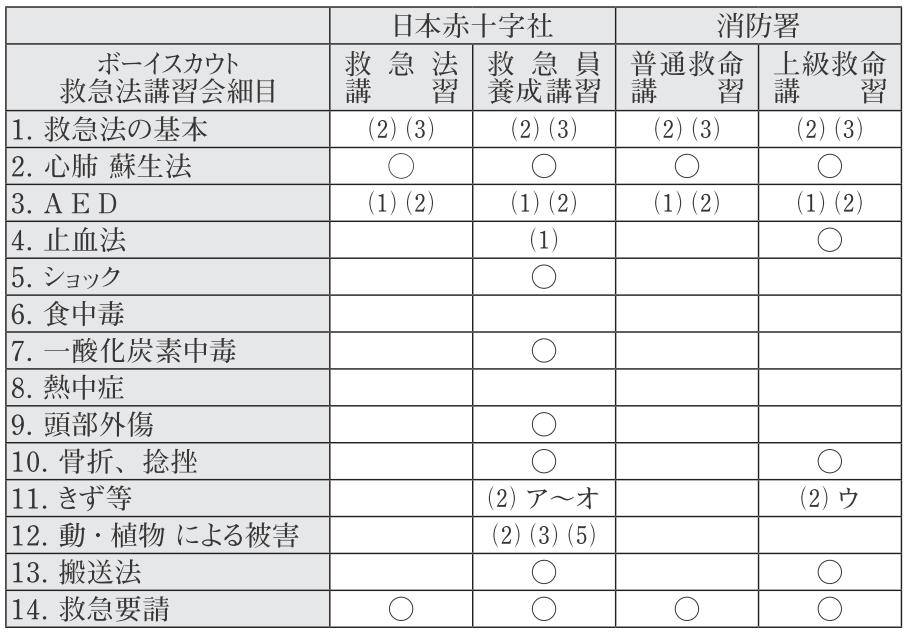 日本赤十字社 消防署
ボーイスカウト
救急法講習会細目 救急法講習 救急員養成講習 普通救命講習 上級救命講習
1. 救急法の基本 (2)(3) (2)(3) (2)(3) (2)(3)
2. 心肺 蘇生法 ○ ○ ○ ○
3. A E D (1)(2) (1)(2) (1)(2) (1)(2)
4. 止血法 (1) ○
5. ショック ○
6. 食中毒
7. 一酸化炭素中毒 ○
8. 熱中症
9. 頭部外傷 ○
10. 骨折、捻挫 ○ ○
11. きず等 (2) ア〜オ (2) ウ
12. 動・植物 による被害 (2)(3)(5)
13. 搬送法 ○ ○
14. 救急要請 ○ ○ ○ ○